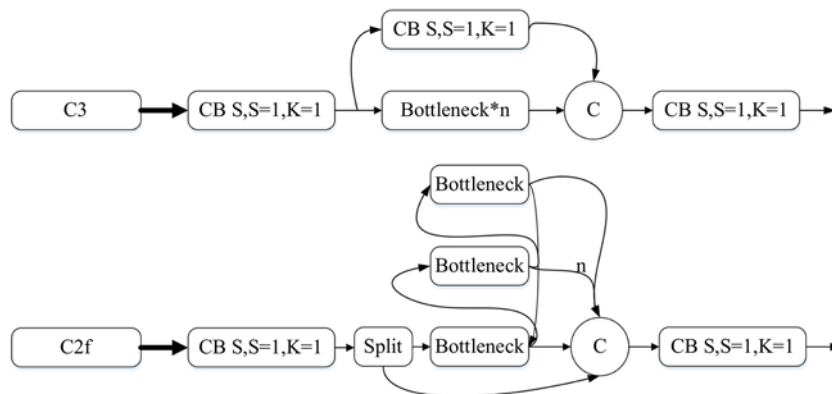 CB S,S=1,K=1
C3
CB S,S=1,K=1
Bottleneck*n
C
CB S,S=1,K=1
Bottleneck
Bottleneck
n
C2f
CB S,S=1,K=1
Split
Bottleneck
C
CB S,S=1,K=1